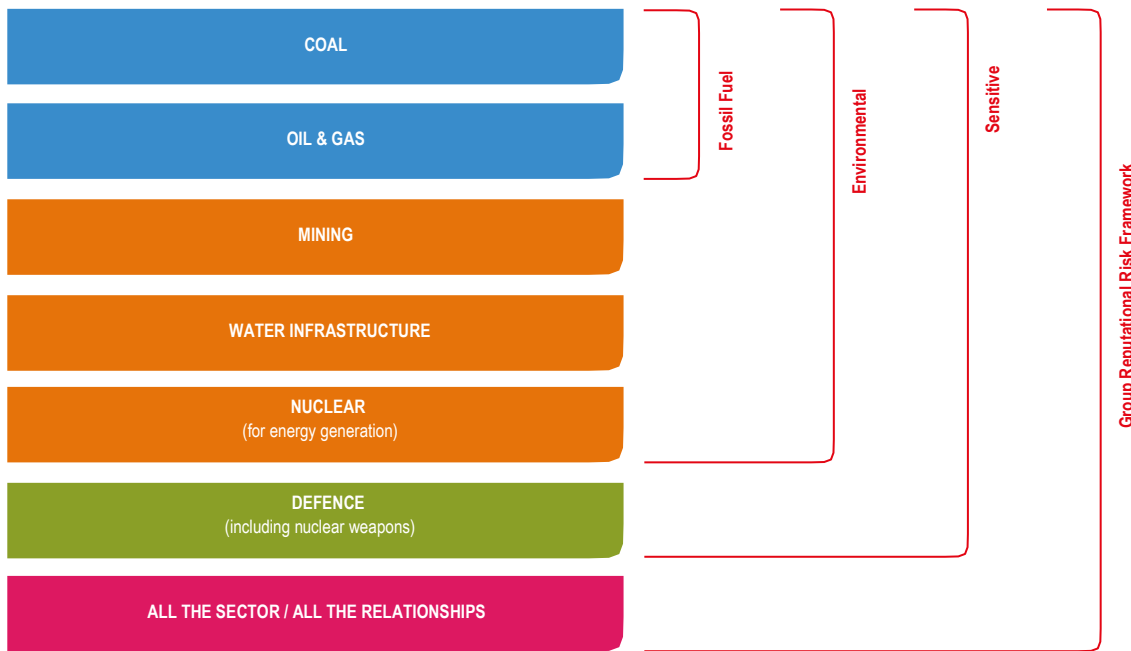 COAL
OIL & GAS
MINING
WATER INFRASTRUCTURE
NUCLEAR
(for energy generation)
DEFENCE
(including nuclear weapons)
ALL THE SECTOR / ALL THE RELATIONSHIPS
Fossil Fuel
Environmental
Sensitive
Group Reputational Risk Framework